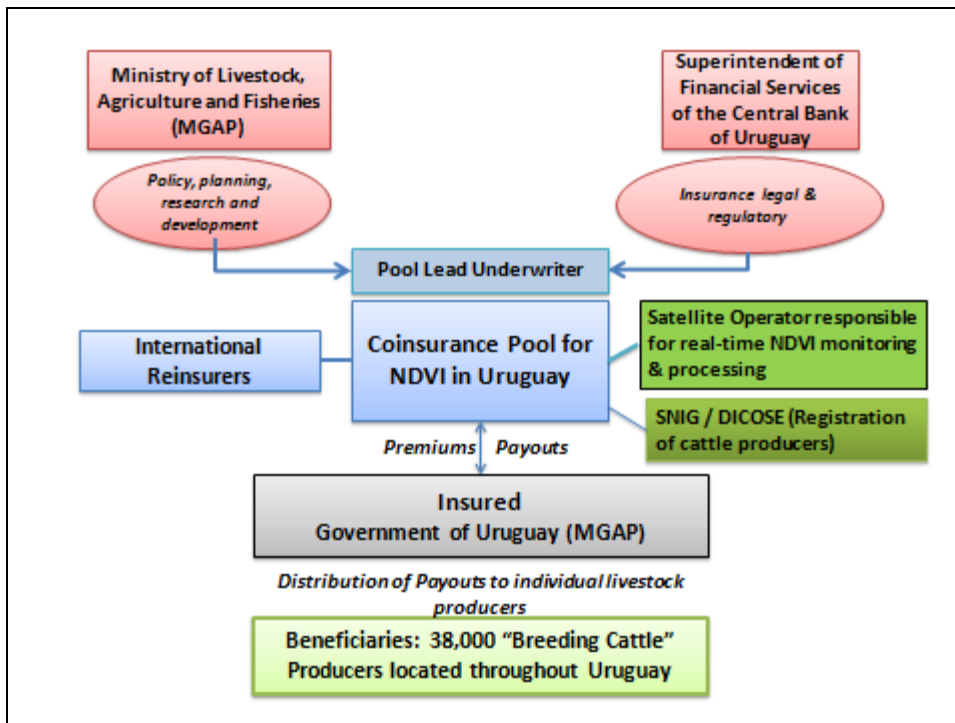 Ministry of Livestock,
Agriculture and Fisheries
(MGAP)
Superintendent of
Financial Services
of the Central Bank
of Uruguay
Policy, planning,
research and
development
Insurance legal &
regulatory
Pool Lead Underwriter
International
Reinsurers
Coinsurance Pool for
NDVI in Uruguay
Satellite Operator responsible
for real-time NDVI monitoring
& processing
SNIG / DICOSE (Registration
of cattle producers)
Premiums
Payouts
Insured
Government of Uruguay (MGAP)
Distribution of Payouts to individual livestock
producers
Beneficiaries: 38,000 “Breeding Cattle”
Producers located throughout Uruguay